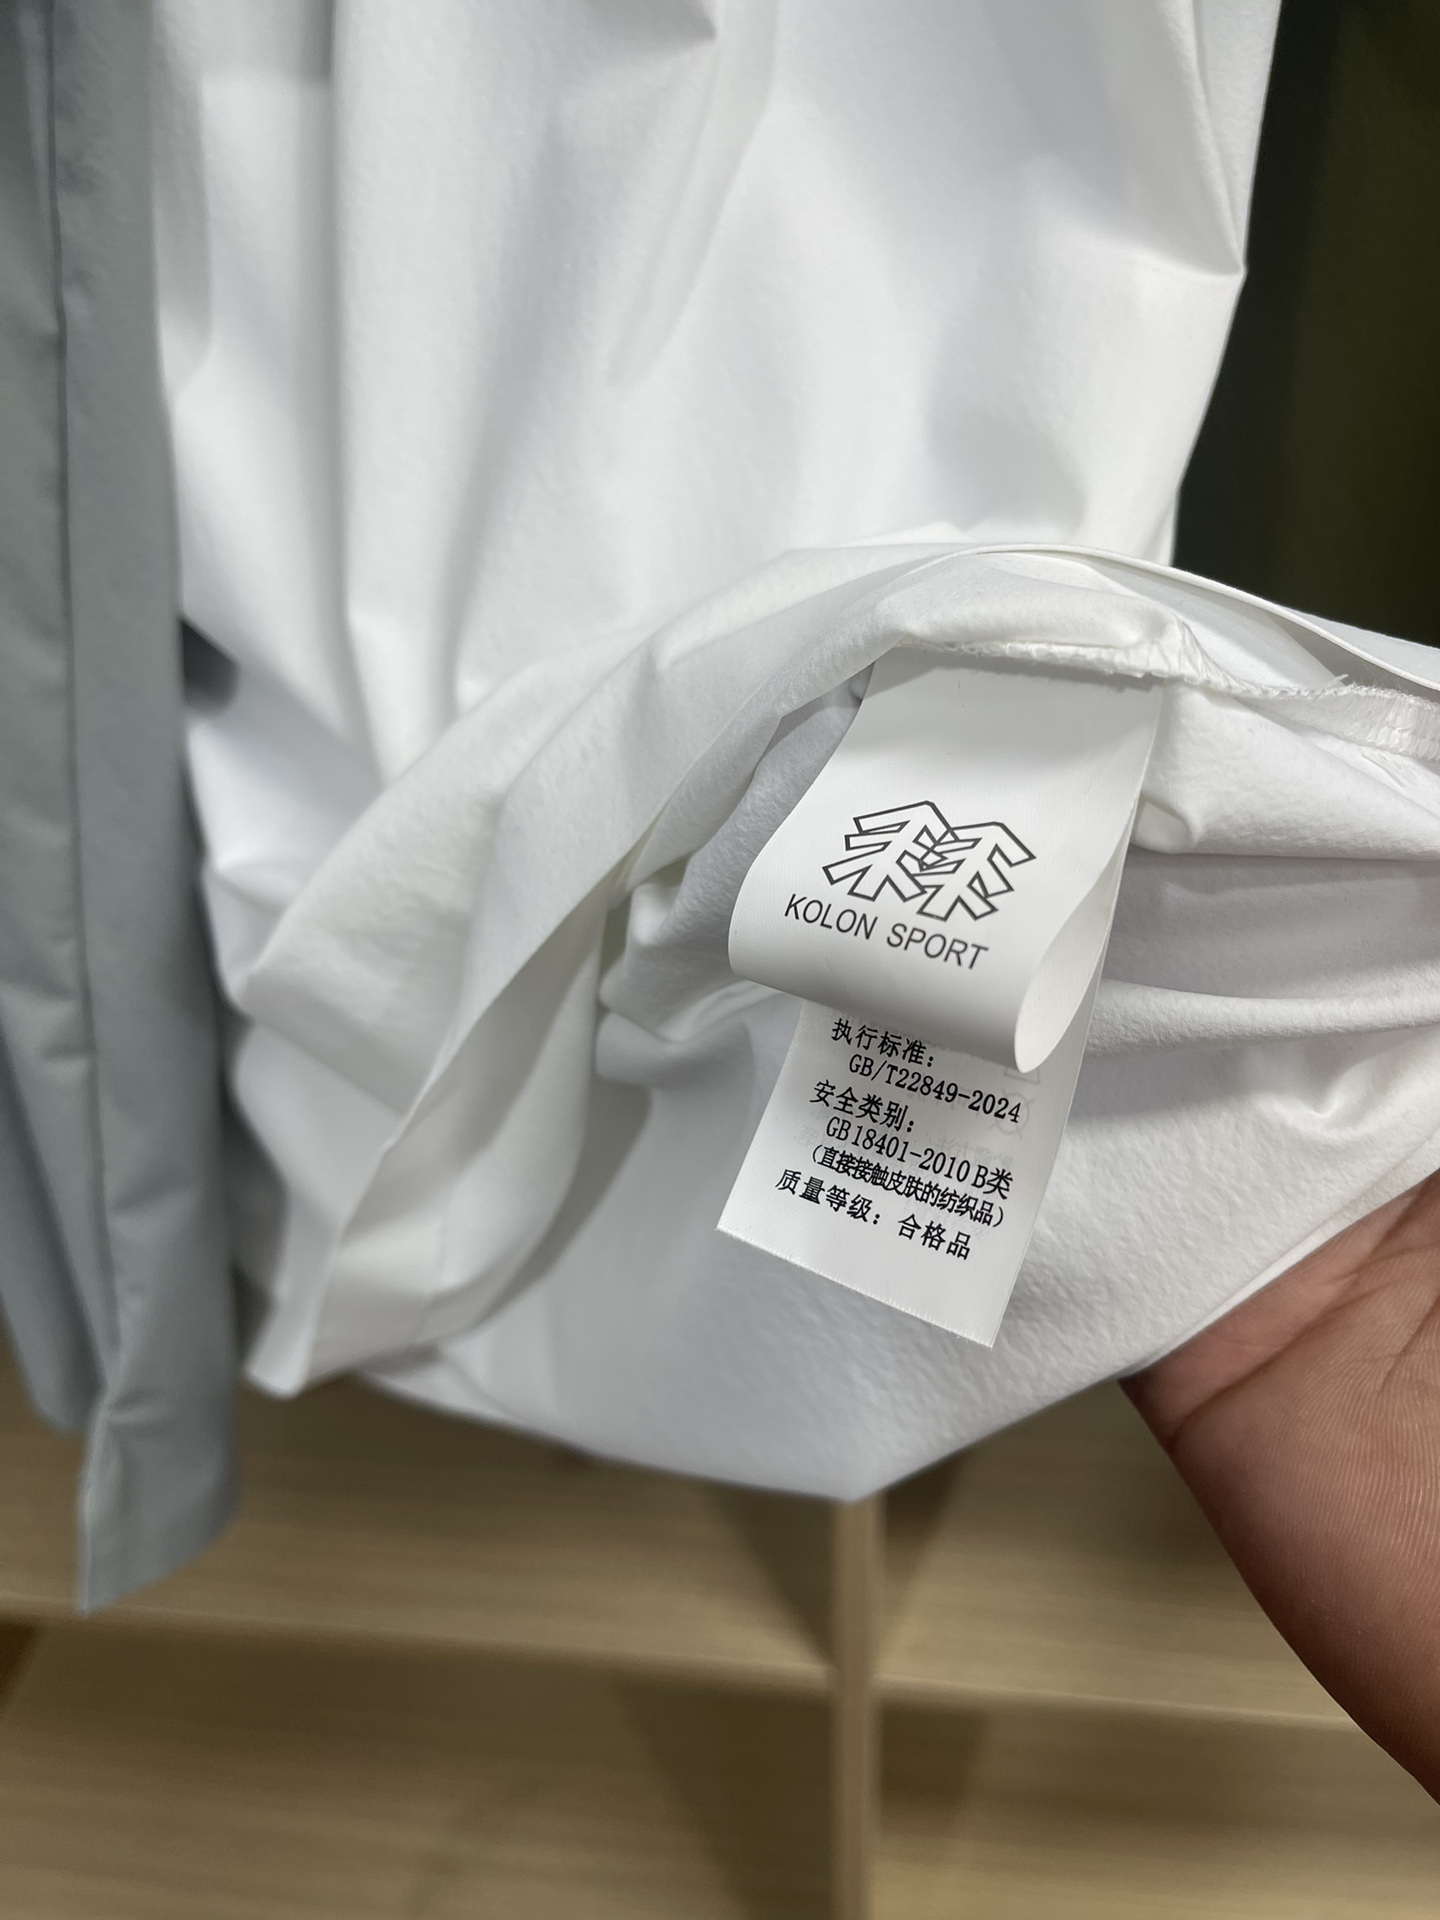 KOLON SPORT
执行标准：
GB/T22849-2024
安全类别：
GB18401-2010 B类
（直接接触皮肤的纺织品）
质量等级：合格品